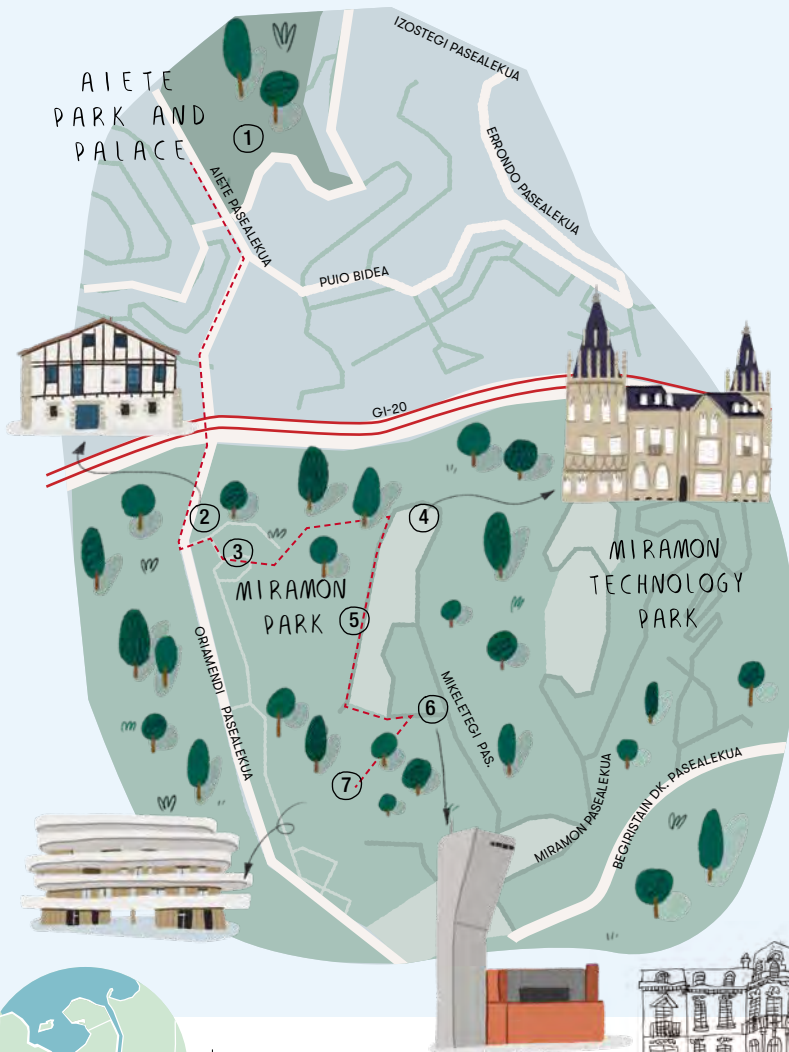 IZOSTEGI PASEALEKUA
AIETE
PARK AND
PALACE
1
ERRONDO PASEALEKUA
AIETE PASEALEKUA
PUIO BIDEA
GI-20
2
4
3
MIRAMON
TECHNOLOGY
PARK
MIRAMON
PARK
5
ORIAMENDI PASEALEKUA
MIKELETEGI PAS.
6
7
MIRAMON PASEALEKUA
BEGIRISTAIN DK. PASEALEKUA